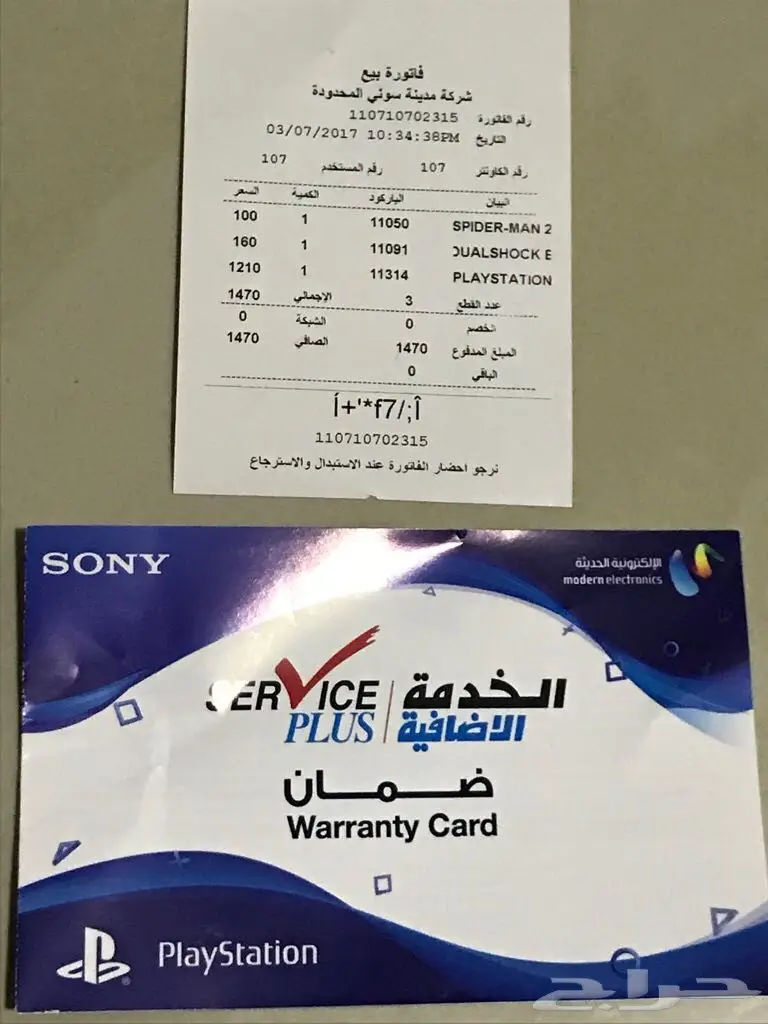 فاتورة بيع
شركة مدينة سوني المحدودة
رقم الفاتورة 110710702315
التاريخ 03/07/2017 10:34:38PM
رقم الكاونتر 107 رقم المستخدم 107
البيان الباركود الكمية السعر
SPIDER-MAN 2 11050 1 100
DUALSHOCK E 11091 1 160
PLAYSTATION 11314 1 1210
عدد القطع 3 الاجمالي 1470
الخصم 0 الشبكة 0
المبلغ المدفوع 1470 الصافي 1470
الباقي 0
Í+'*f7/;Î
110710702315
نرجو احضار الفاتورة عند الاستبدال والاسترجاع
SONY
الإلكترونية الحديثة
modern electronics
SERVICE PLUS
الخدمة الاضافية
ضمان
Warranty Card
PlayStation
حراج